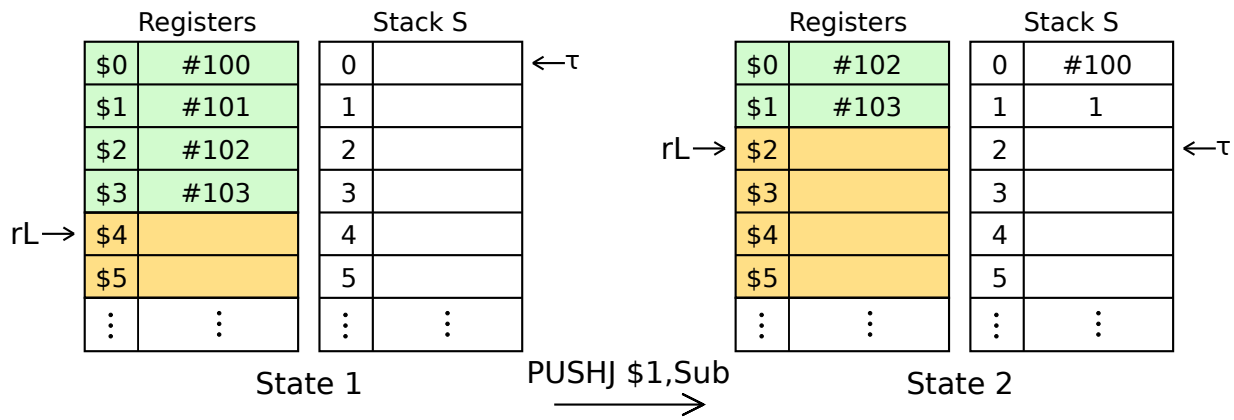 Registers Stack S Registers Stack S
$0 #100 0 ←τ $0 #102 0 #100
$1 #101 1 $1 #103 1 1
$2 #102 2 rL→ $2 2 ←τ
$3 #103 3 $3 3
rL→ $4 4 $4 4
$5 5 $5 5
⋮ ⋮ ⋮ ⋮ ⋮ ⋮ ⋮ ⋮
State 1 PUSHJ $1,Sub State 2